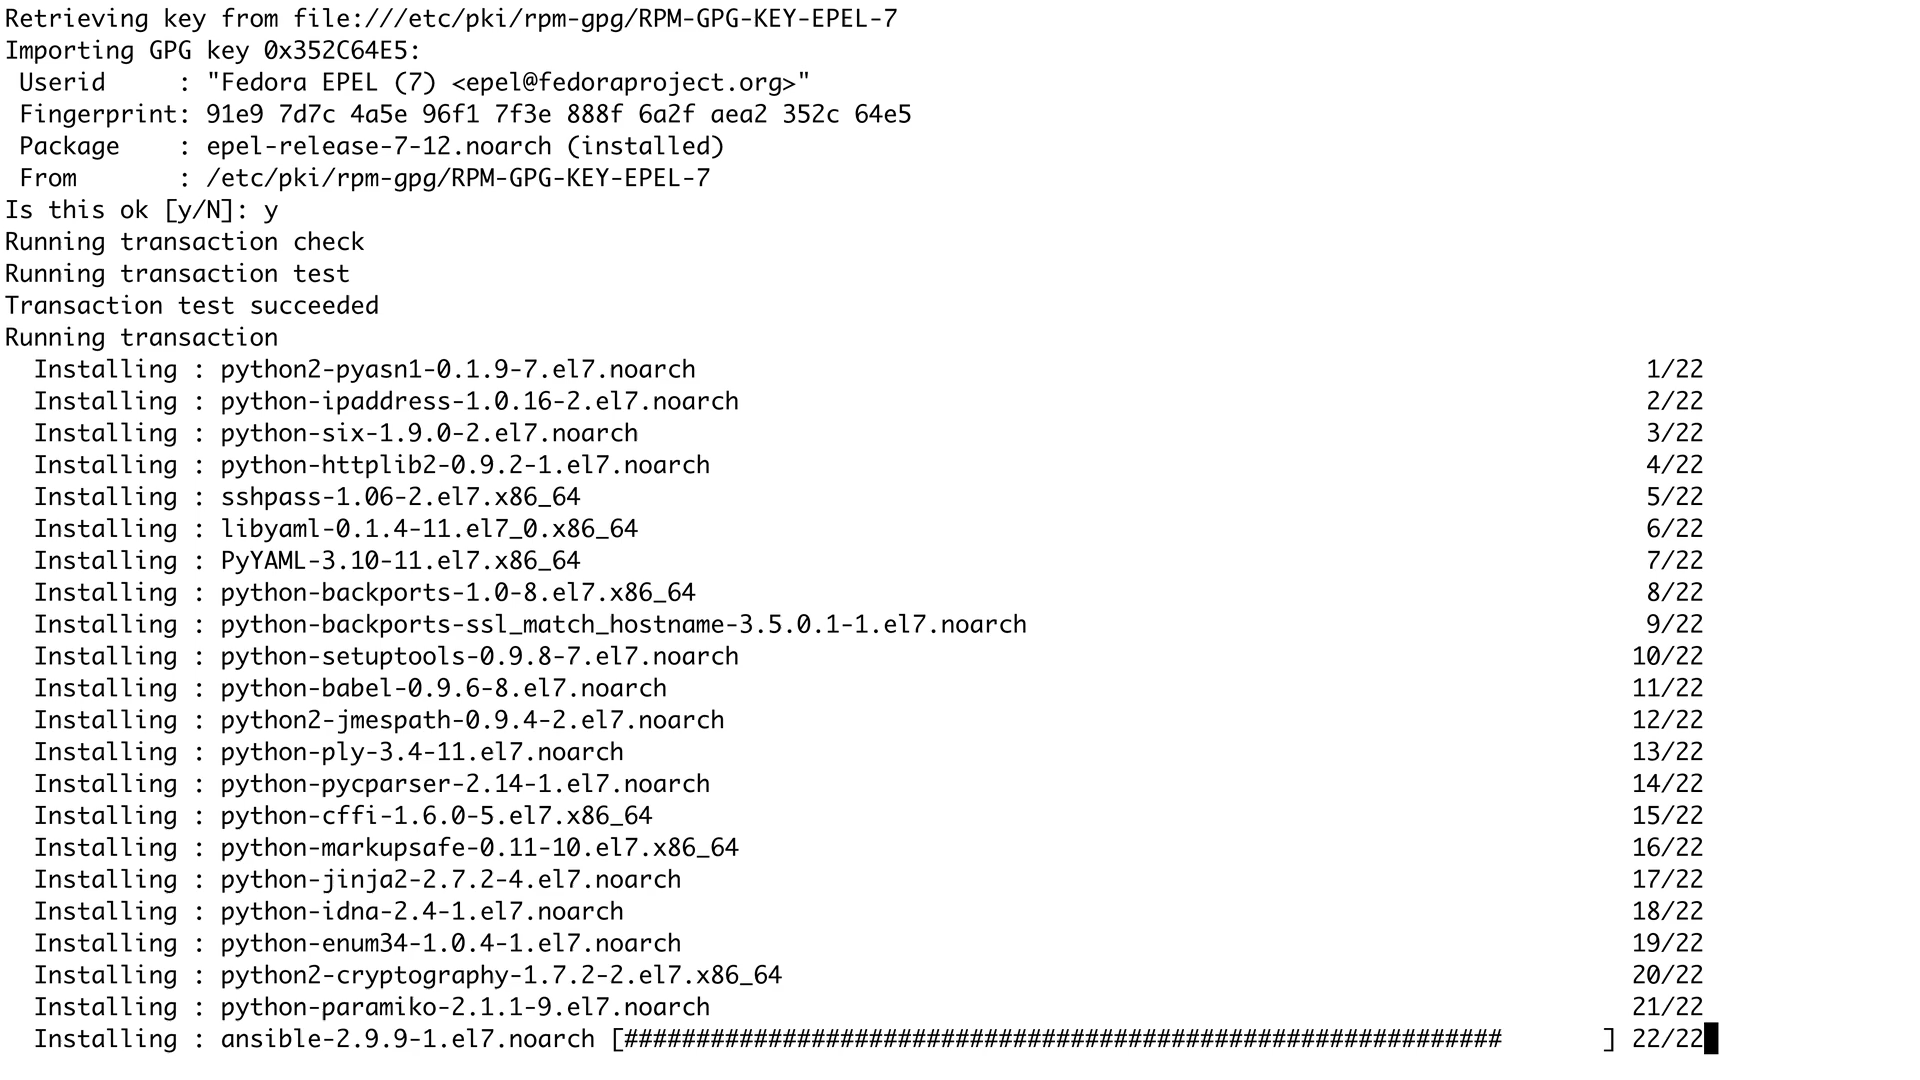 Retrieving key from file:///etc/pki/rpm-gpg/RPM-GPG-KEY-EPEL-7
Importing GPG key 0x352C64E5:
 Userid     : "Fedora EPEL (7) <epel@fedoraproject.org>"
 Fingerprint: 91e9 7d7c 4a5e 96f1 7f3e 888f 6a2f aea2 352c 64e5
 Package    : epel-release-7-12.noarch (installed)
 From       : /etc/pki/rpm-gpg/RPM-GPG-KEY-EPEL-7
Is this ok [y/N]: y
Running transaction check
Running transaction test
Transaction test succeeded
Running transaction
  Installing : python2-pyasn1-0.1.9-7.el7.noarch 1/22
  Installing : python-ipaddress-1.0.16-2.el7.noarch 2/22
  Installing : python-six-1.9.0-2.el7.noarch 3/22
  Installing : python-httplib2-0.9.2-1.el7.noarch 4/22
  Installing : sshpass-1.06-2.el7.x86_64 5/22
  Installing : libyaml-0.1.4-11.el7_0.x86_64 6/22
  Installing : PyYAML-3.10-11.el7.x86_64 7/22
  Installing : python-backports-1.0-8.el7.x86_64 8/22
  Installing : python-backports-ssl_match_hostname-3.5.0.1-1.el7.noarch 9/22
  Installing : python-setuptools-0.9.8-7.el7.noarch 10/22
  Installing : python-babel-0.9.6-8.el7.noarch 11/22
  Installing : python2-jmespath-0.9.4-2.el7.noarch 12/22
  Installing : python-ply-3.4-11.el7.noarch 13/22
  Installing : python-pycparser-2.14-1.el7.noarch 14/22
  Installing : python-cffi-1.6.0-5.el7.x86_64 15/22
  Installing : python-markupsafe-0.11-10.el7.x86_64 16/22
  Installing : python-jinja2-2.7.2-4.el7.noarch 17/22
  Installing : python-idna-2.4-1.el7.noarch 18/22
  Installing : python-enum34-1.0.4-1.el7.noarch 19/22
  Installing : python2-cryptography-1.7.2-2.el7.x86_64 20/22
  Installing : python-paramiko-2.1.1-9.el7.noarch 21/22
  Installing : ansible-2.9.9-1.el7.noarch [#############################################################       ] 22/22